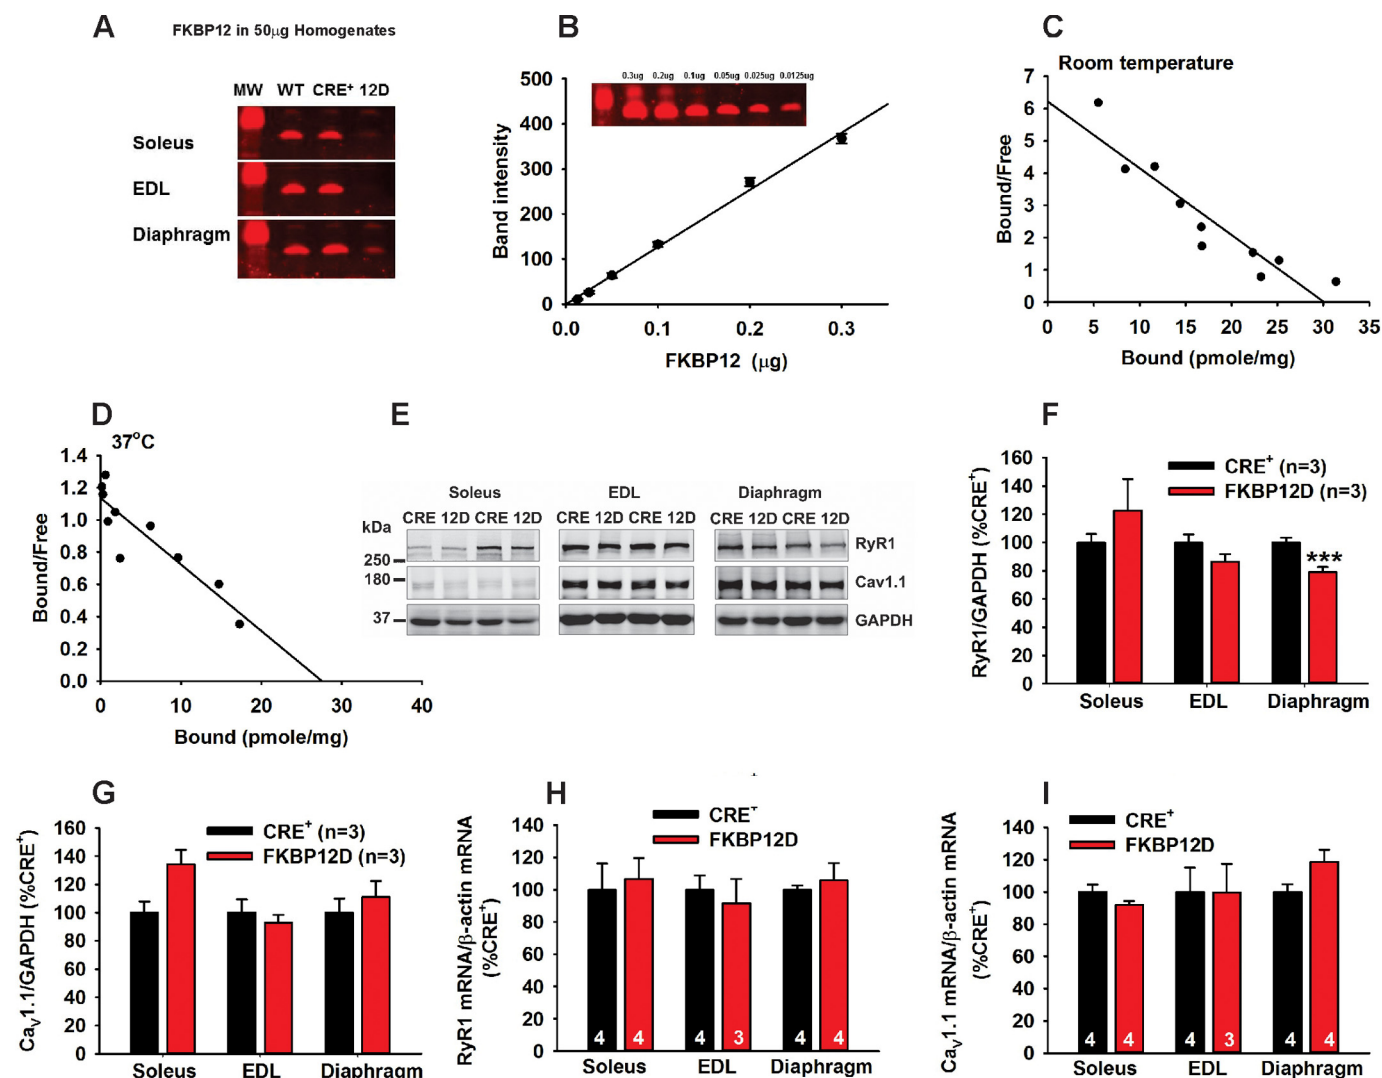 A
FKBP12 in 50µg Homogenates
MW WT CRE⁺ 12D
Soleus
EDL
Diaphragm
B
500
400
300
200
100
0
0.3ug 0.2ug 0.1ug 0.05ug 0.025ug 0.0125ug
Band intensity
0.0 0.1 0.2 0.3
FKBP12 (µg)
C
Room temperature
7
6
5
4
3
2
1
0
Bound/Free
0 5 10 15 20 25 30 35
Bound (pmole/mg)
D
37°C
1.4
1.2
1.0
0.8
0.6
0.4
0.2
0.0
Bound/Free
0 10 20 30 40
Bound (pmole/mg)
E
Soleus EDL Diaphragm
kDa
CRE 12D CRE 12D CRE 12D CRE 12D CRE 12D CRE 12D
250
RyR1
180
Cav1.1
37
GAPDH
F
160
140
120
100
80
60
40
20
0
RyR1/GAPDH (%CRE⁺)
CRE⁺ (n=3)
FKBP12D (n=3)
***
Soleus EDL Diaphragm
G
160
140
120
100
80
60
40
20
0
CaV1.1/GAPDH (%CRE⁺)
CRE⁺ (n=3)
FKBP12D (n=3)
Soleus EDL Diaphragm
H
140
120
100
80
60
40
20
0
RyR1 mRNA/β-actin mRNA
(%CRE⁺)
CRE⁺
FKBP12D
4 4 4 3 4 4
Soleus EDL Diaphragm
I
140
120
100
80
60
40
20
0
CaV1.1 mRNA/β-actin mRNA
(%CRE⁺)
CRE⁺
FKBP12D
4 4 4 3 4 4
Soleus EDL Diaphragm